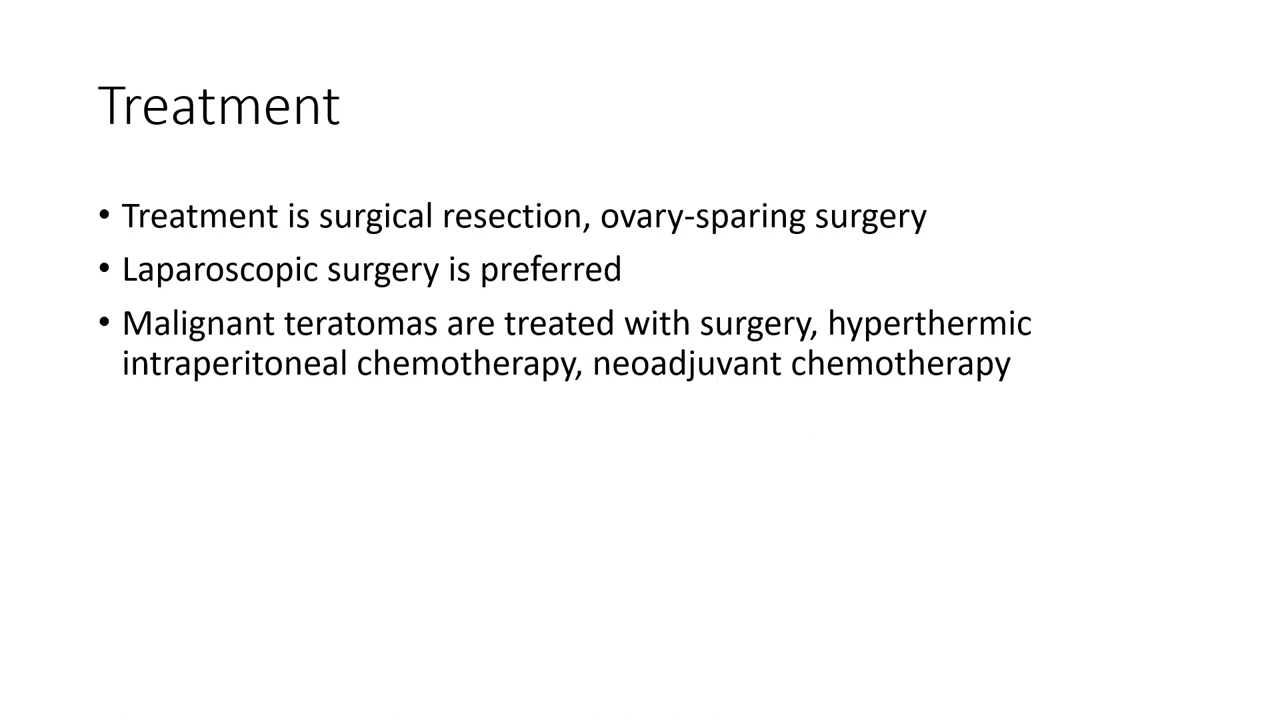 Treatment
• Treatment is surgical resection, ovary-sparing surgery
• Laparoscopic surgery is preferred
• Malignant teratomas are treated with surgery, hyperthermic
intraperitoneal chemotherapy, neoadjuvant chemotherapy